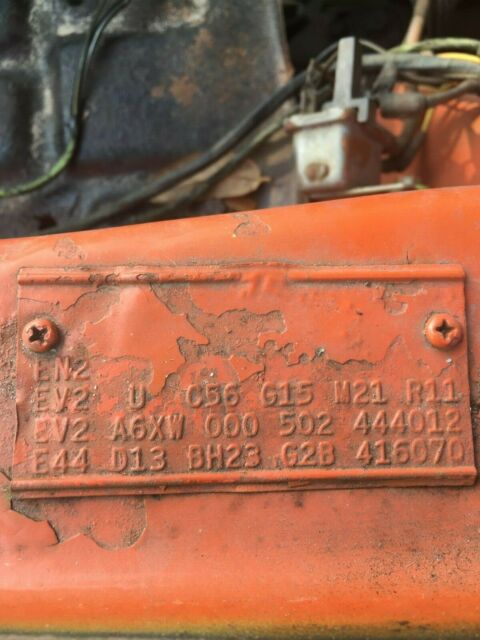 EN2
EV2 U C56 G15 M21 R11
EV2 A6XW 000 502 444012
E44 D13 BH23 G2B 416070